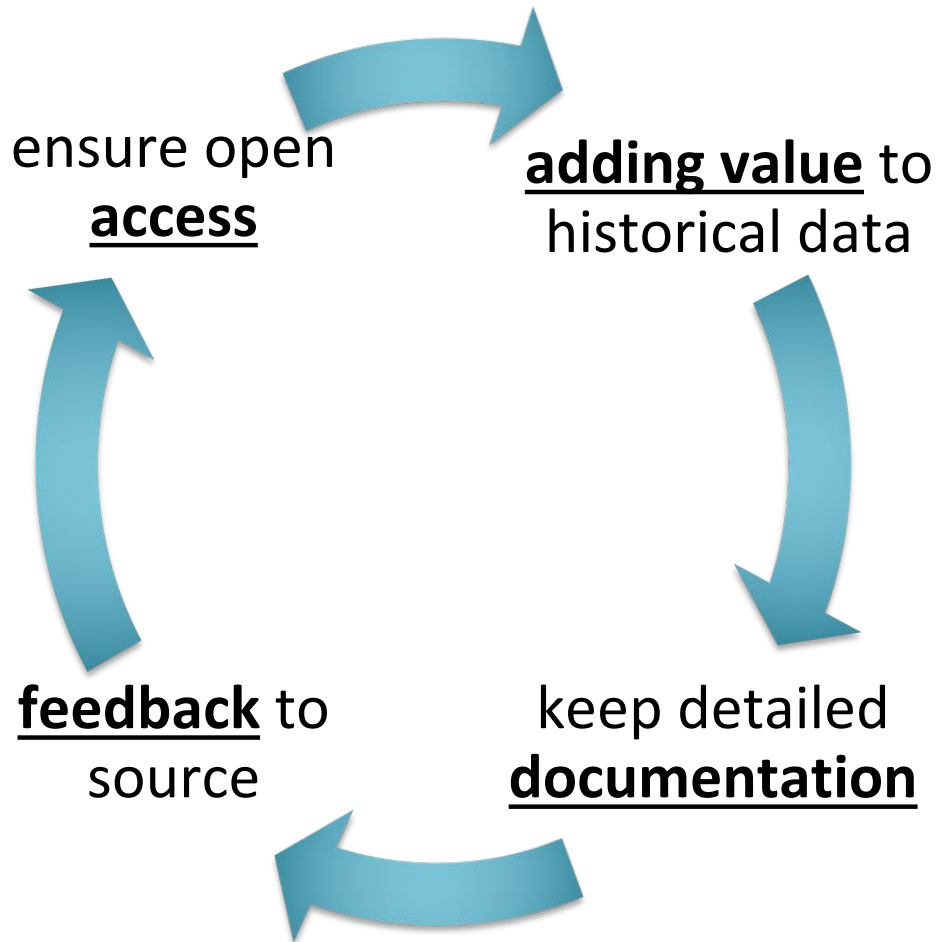 ensure open
access
adding value to
historical data
keep detailed
documentation
feedback to
source